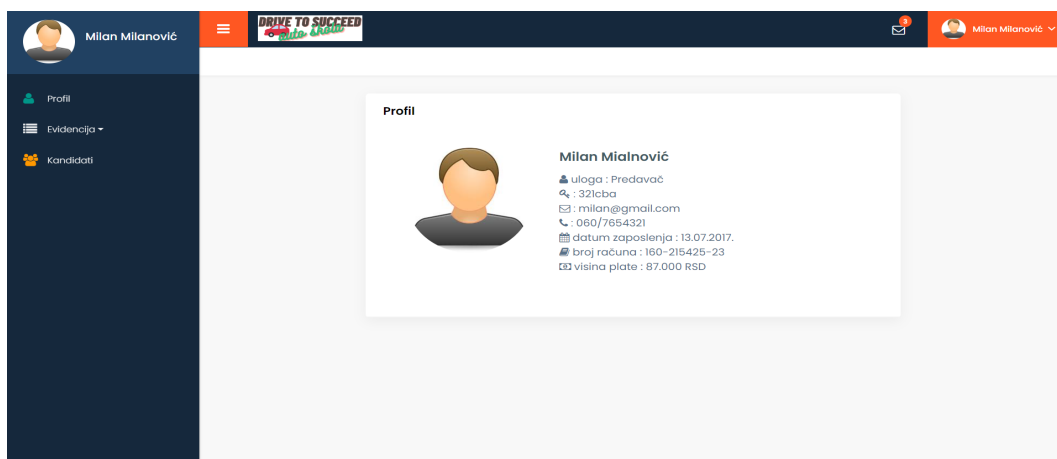 Milan Milanović
DRIVE TO SUCCEED
auto škola
3
Milan Milanović
Profil
Evidencija
Kandidati
Profil
Milan Mialnović
uloga : Predavač
: 321cba
: milan@gmail.com
: 060/7654321
datum zaposlenja : 13.07.2017.
broj računa : 160-215425-23
visina plate : 87.000 RSD